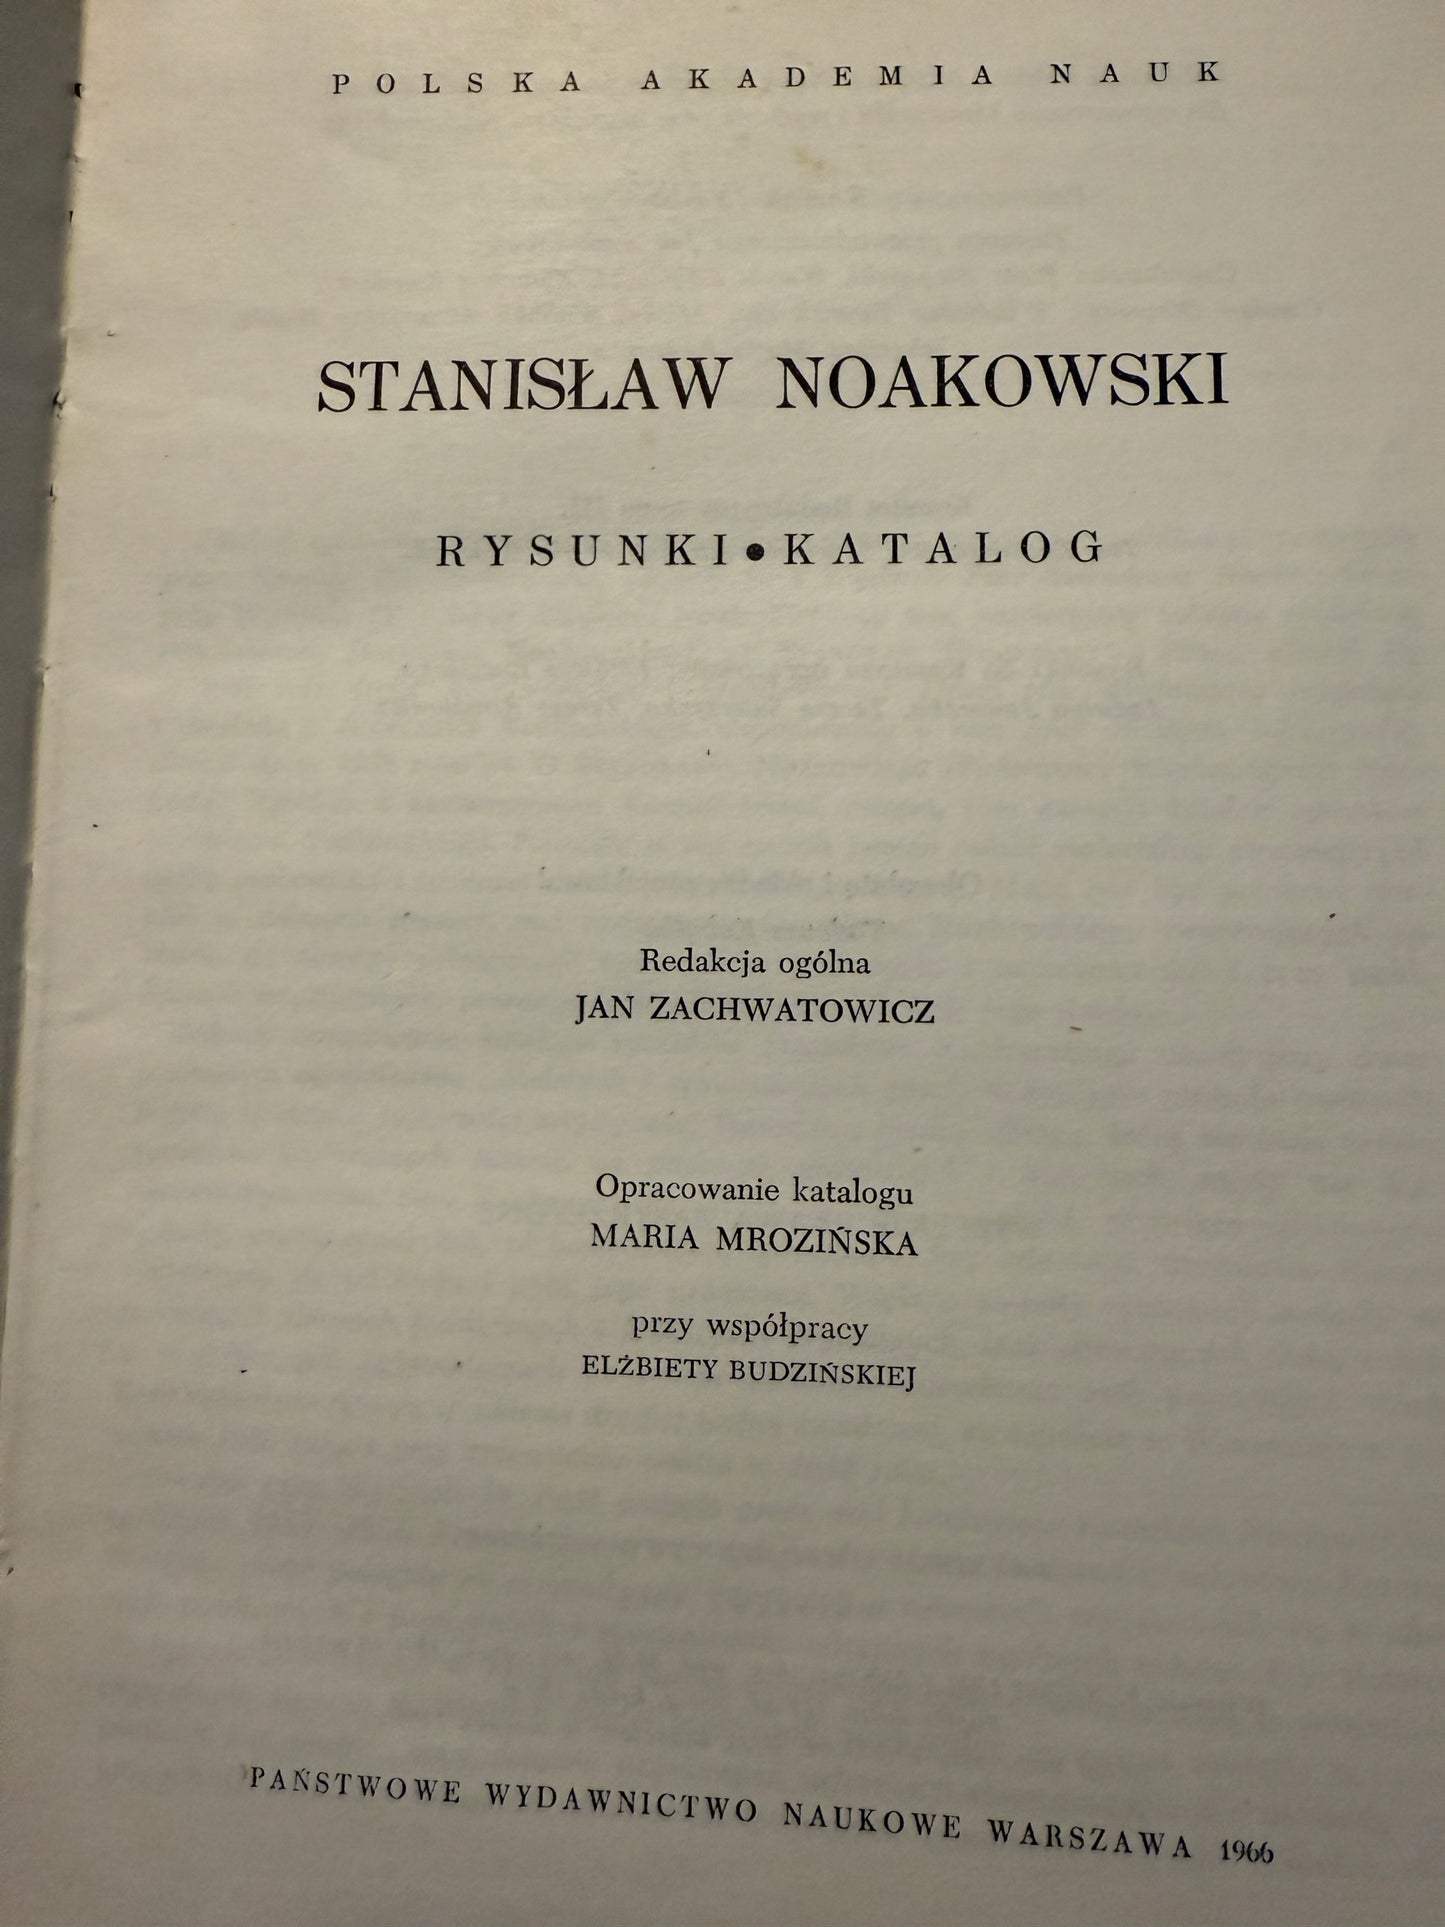 POLSKA AKADEMIA NAUK
STANISŁAW NOAKOWSKI
RYSUNKI • KATALOG
Redakcja ogólna
JAN ZACHWATOWICZ
Opracowanie katalogu
MARIA MROZIŃSKA
przy współpracy
ELŻBIETY BUDZIŃSKIEJ
PAŃSTWOWE WYDAWNICTWO NAUKOWE WARSZAWA 1966